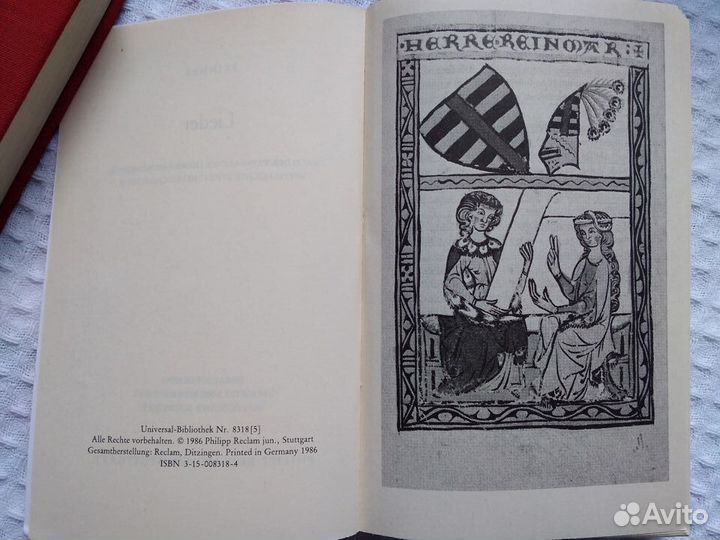 Universal-Bibliothek Nr. 8318[5]
Alle Rechte vorbehalten. © 1986 Philipp Reclam jun., Stuttgart
Gesamtherstellung: Reclam, Ditzingen. Printed in Germany 1986
ISBN 3-15-008318-4
·HERRE·REINMAR·
Lieder
Avito